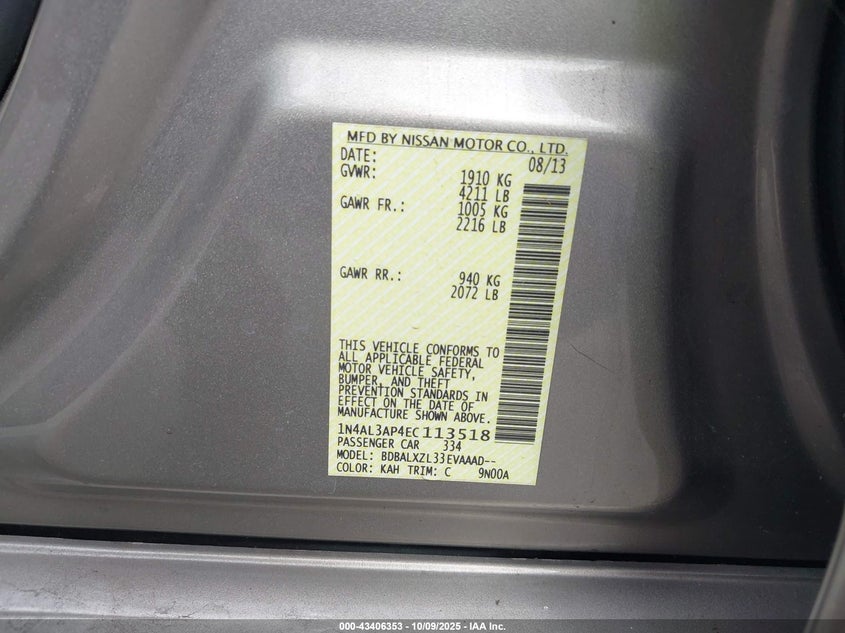 MFD BY NISSAN MOTOR CO., LTD.
DATE: 08/13
GVWR: 1910 KG
4211 LB
GAWR FR.: 1005 KG
2216 LB
GAWR RR.: 940 KG
2072 LB
THIS VEHICLE CONFORMS TO
ALL APPLICABLE FEDERAL
MOTOR VEHICLE SAFETY,
BUMPER, AND THEFT
PREVENTION STANDARDS IN
EFFECT ON THE DATE OF
MANUFACTURE SHOWN ABOVE.
1N4AL3AP4EC113518
PASSENGER CAR 334
MODEL: BDBALXZL33EVAAAD--
COLOR: KAH TRIM: C 9N00A
000-43406353 - 10/09/2025 - IAA Inc.